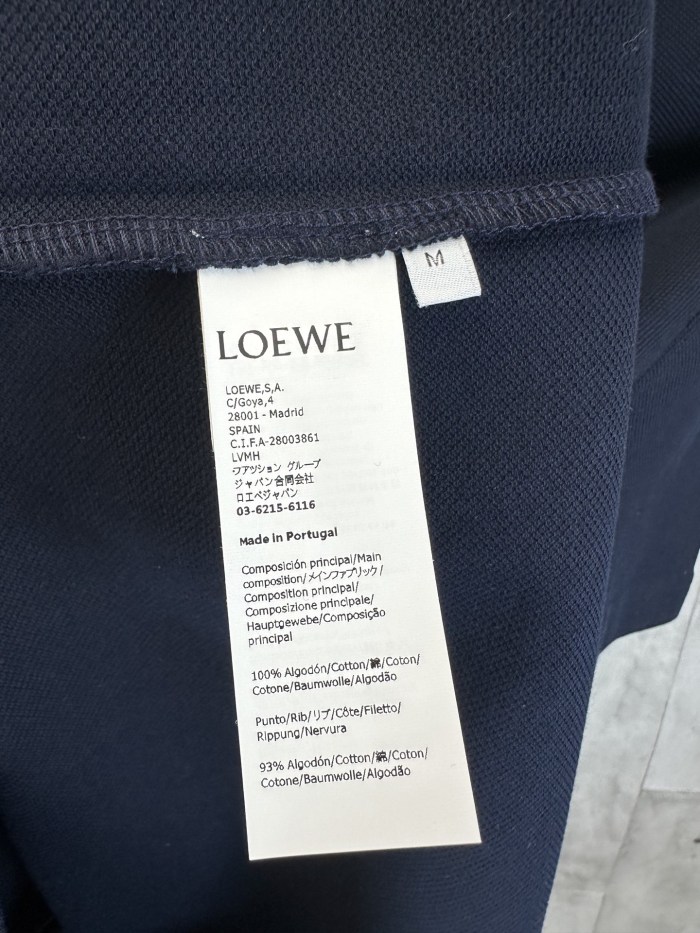 M
LOEWE
LOEWE,S,A.
C/Goya,4
28001 - Madrid
SPAIN
C.I.F.A-28003861
LVMH
ワアッション グループ
ジャパン合同会社
ロエベジャパン
03-6215-6116
Made in Portugal
Composición principal/Main
composition/メインファブリック/
Composition principal/
Composizione principale/
Hauptgewebe/Composição
principal
100% Algodón/Cotton/綿/Coton/
Cotone/Baumwolle/Algodão
Punto/Rib/リブ/Côte/Filetto/
Rippung/Nervura
93% Algodón/Cotton/綿/Coton/
Cotone/Baumwolle/Algodão